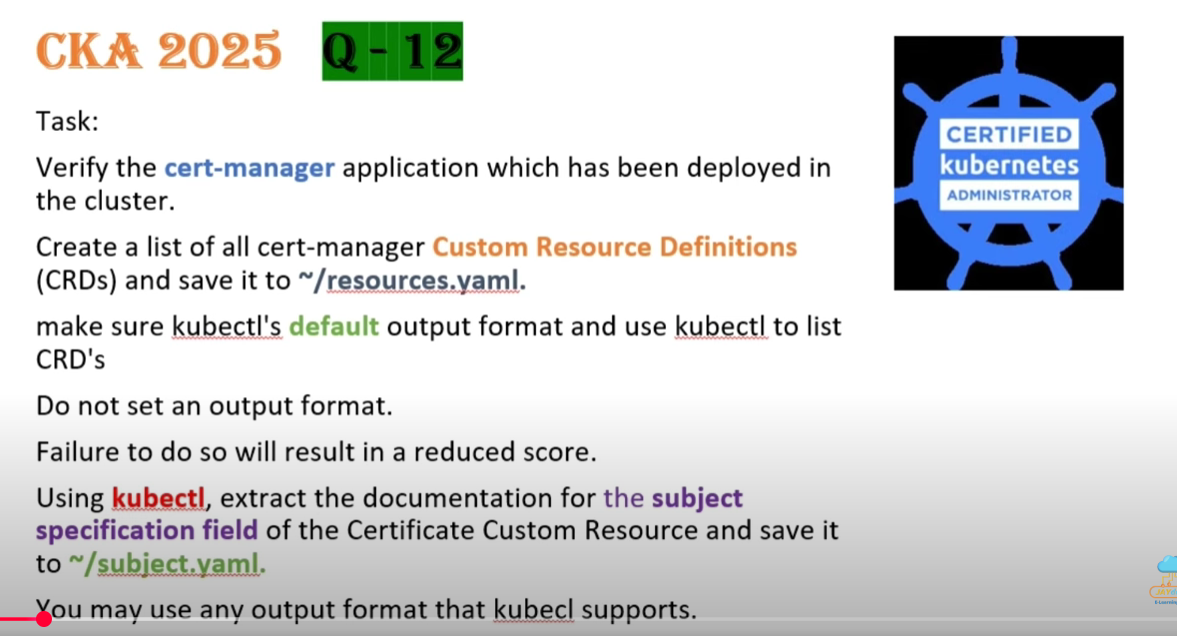 CKA 2025 Q - 12
Task:
Verify the cert-manager application which has been deployed in
the cluster.
Create a list of all cert-manager Custom Resource Definitions
(CRDs) and save it to ~/resources.yaml.
make sure kubectl's default output format and use kubectl to list
CRD's
Do not set an output format.
Failure to do so will result in a reduced score.
Using kubectl, extract the documentation for the subject
specification field of the Certificate Custom Resource and save it
to ~/subject.yaml.
You may use any output format that kubecl supports.
CERTIFIED
kubernetes
ADMINISTRATOR